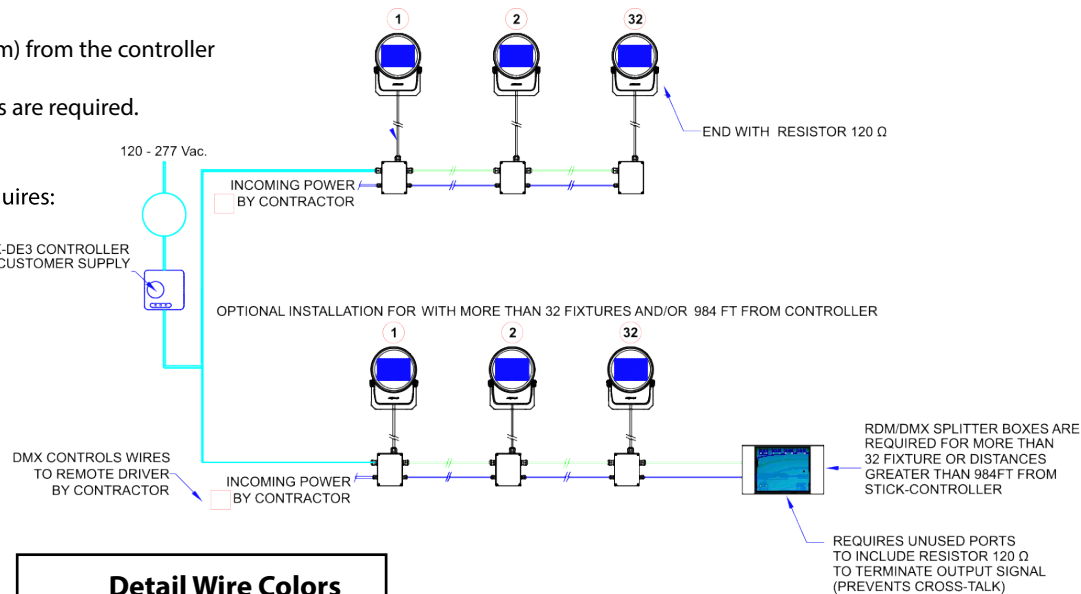 m) from the controller
s are required.
uires:
1 2 32
END WITH RESISTOR 120 Ω
120 - 277 Vac.
INCOMING POWER
BY CONTRACTOR
-DE3 CONTROLLER
CUSTOMER SUPPLY
OPTIONAL INSTALLATION FOR WITH MORE THAN 32 FIXTURES AND/OR 984 FT FROM CONTROLLER
1 2 32
DMX CONTROLS WIRES
TO REMOTE DRIVER
BY CONTRACTOR
INCOMING POWER
BY CONTRACTOR
RDM/DMX SPLITTER BOXES ARE
REQUIRED FOR MORE THAN
32 FIXTURE OR DISTANCES
GREATER THAN 984FT FROM
STICK-CONTROLLER
REQUIRES UNUSED PORTS
TO INCLUDE RESISTOR 120 Ω
TO TERMINATE OUTPUT SIGNAL
(PREVENTS CROSS-TALK)
Detail Wire Colors